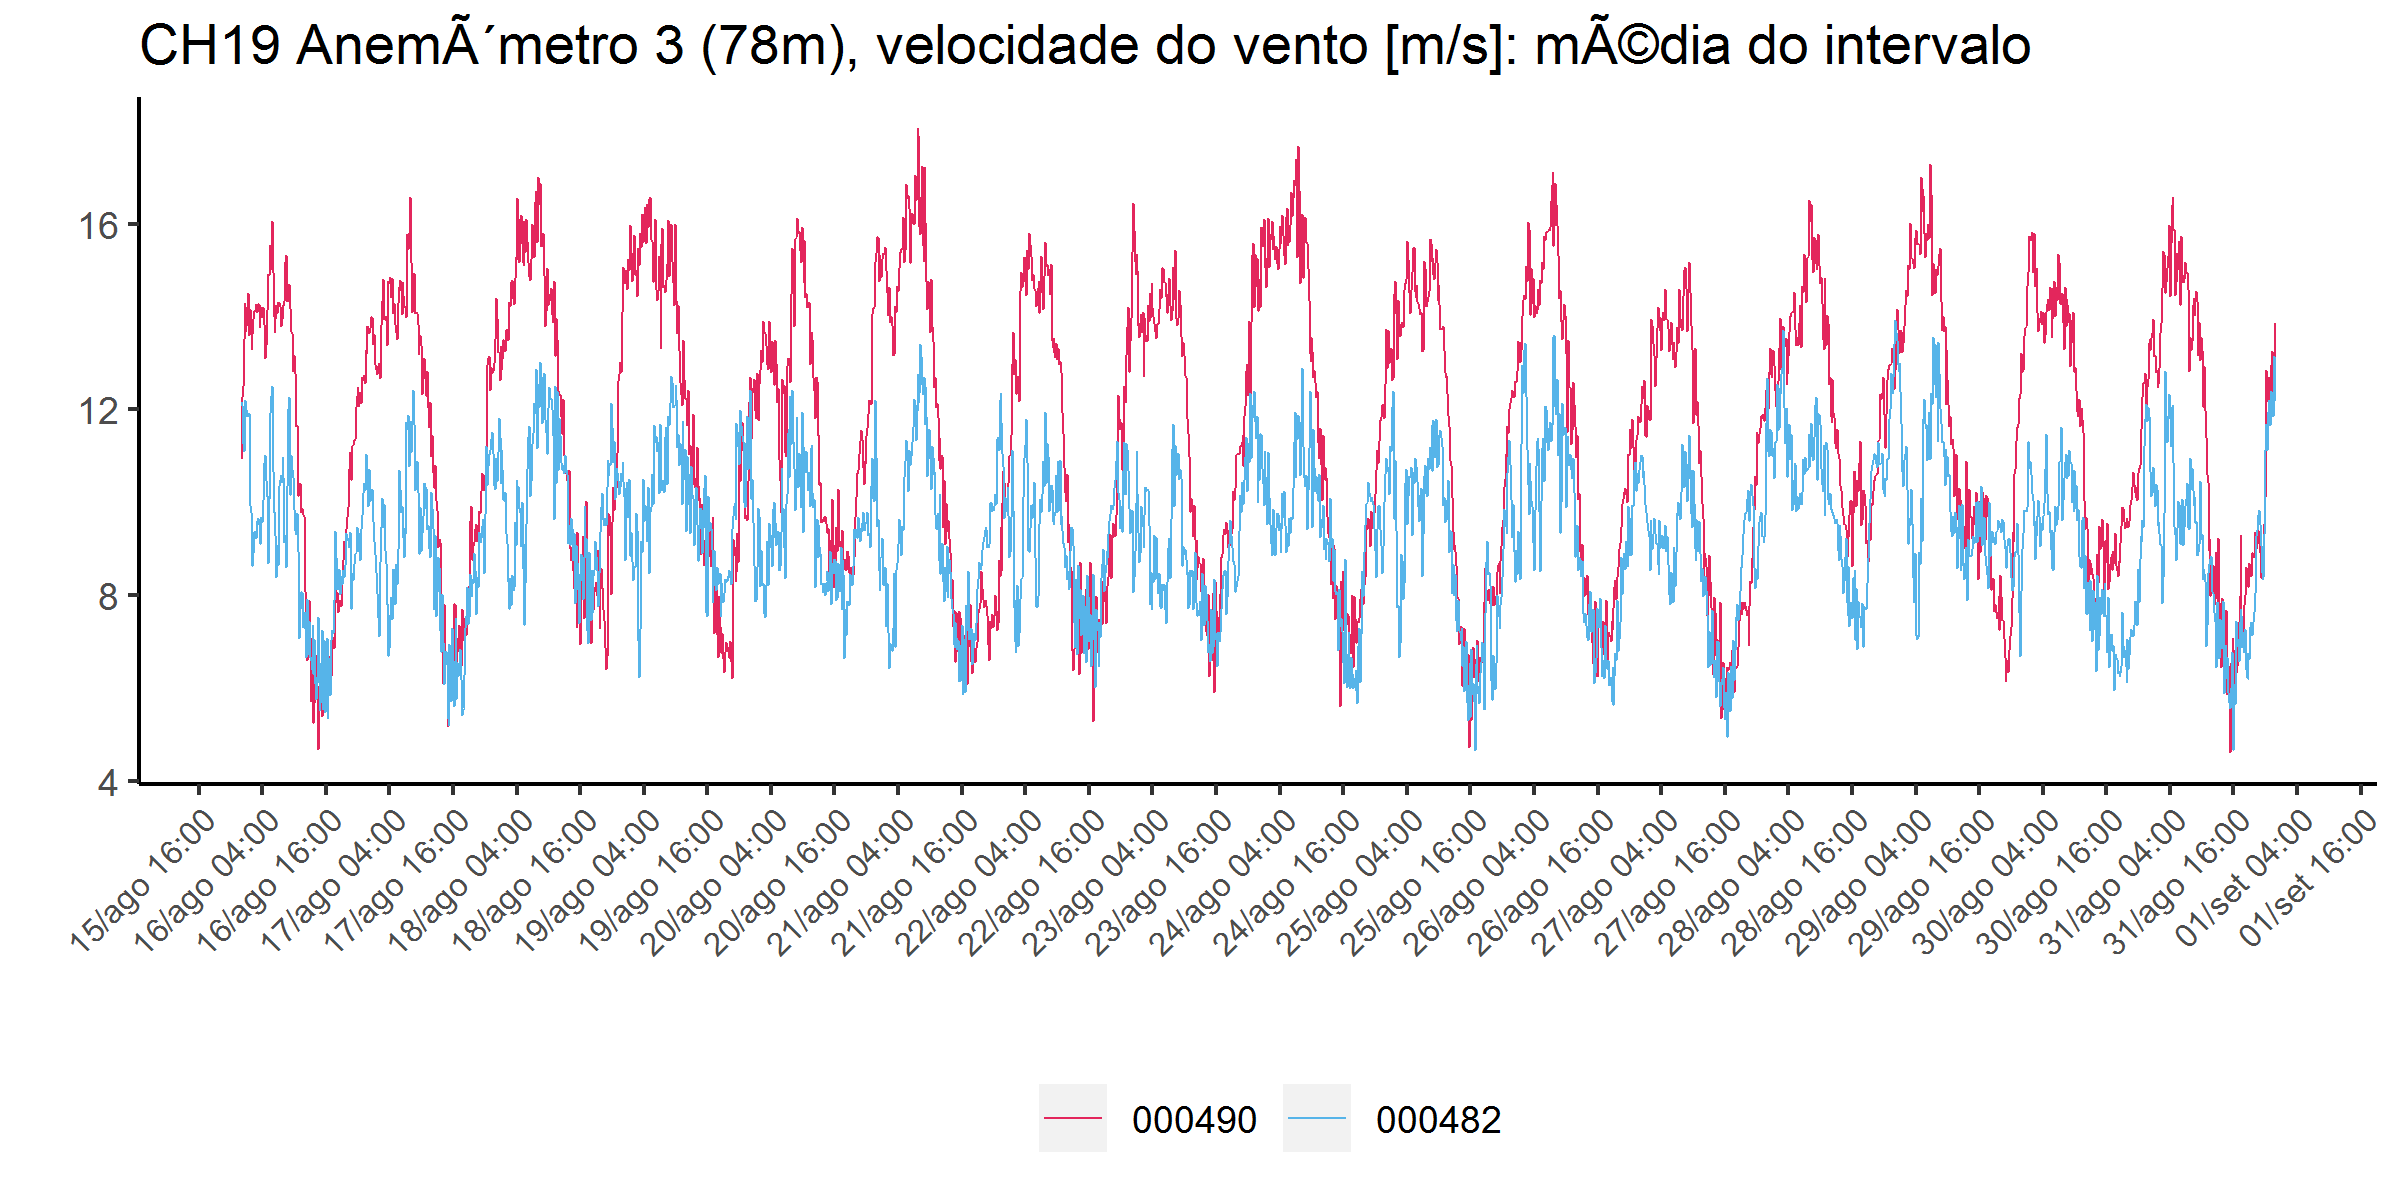 CH19 AnemÃ´metro 3 (78m), velocidade do vento [m/s]: mÃ©dia do intervalo
16
12
8
4
15/ago 16:00
16/ago 04:00
16/ago 16:00
17/ago 04:00
17/ago 16:00
18/ago 04:00
18/ago 16:00
19/ago 04:00
19/ago 16:00
20/ago 04:00
20/ago 16:00
21/ago 04:00
21/ago 16:00
22/ago 04:00
22/ago 16:00
23/ago 04:00
23/ago 16:00
24/ago 04:00
24/ago 16:00
25/ago 04:00
25/ago 16:00
26/ago 04:00
26/ago 16:00
27/ago 04:00
27/ago 16:00
28/ago 04:00
28/ago 16:00
29/ago 04:00
29/ago 16:00
30/ago 04:00
30/ago 16:00
31/ago 04:00
31/ago 16:00
01/set 04:00
01/set 16:00
000490
000482